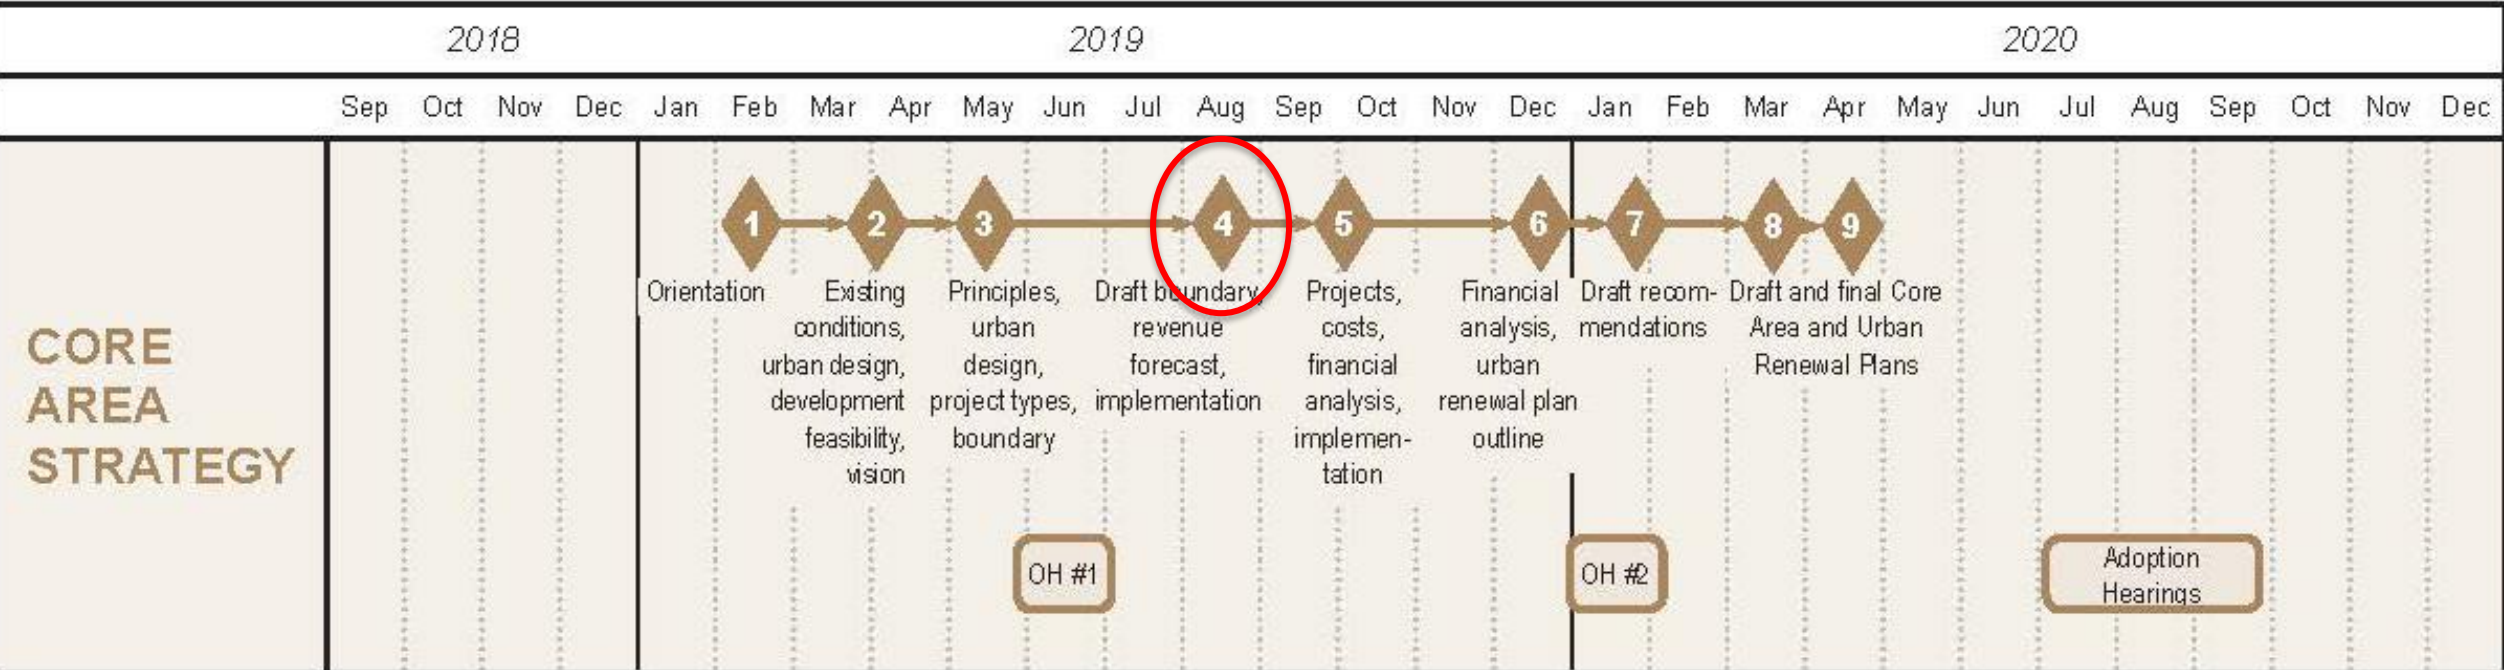 2018 2019 2020
Sep Oct Nov Dec Jan Feb Mar Apr May Jun Jul Aug Sep Oct Nov Dec Jan Feb Mar Apr May Jun Jul Aug Sep Oct Nov Dec
CORE
AREA
STRATEGY
1 2 3 4 5 6 7 8 9
Orientation
Existing
conditions,
urban design,
development
feasibility,
vision
Principles,
urban
design,
project types,
boundary
Draft boundary,
revenue
forecast,
implementation
Projects,
costs,
financial
analysis,
implemen-
tation
Financial
analysis,
urban
renewal plan
outline
Draft recom-
mendations
Draft and final Core
Area and Urban
Renewal Plans
OH #1
OH #2
Adoption
Hearings